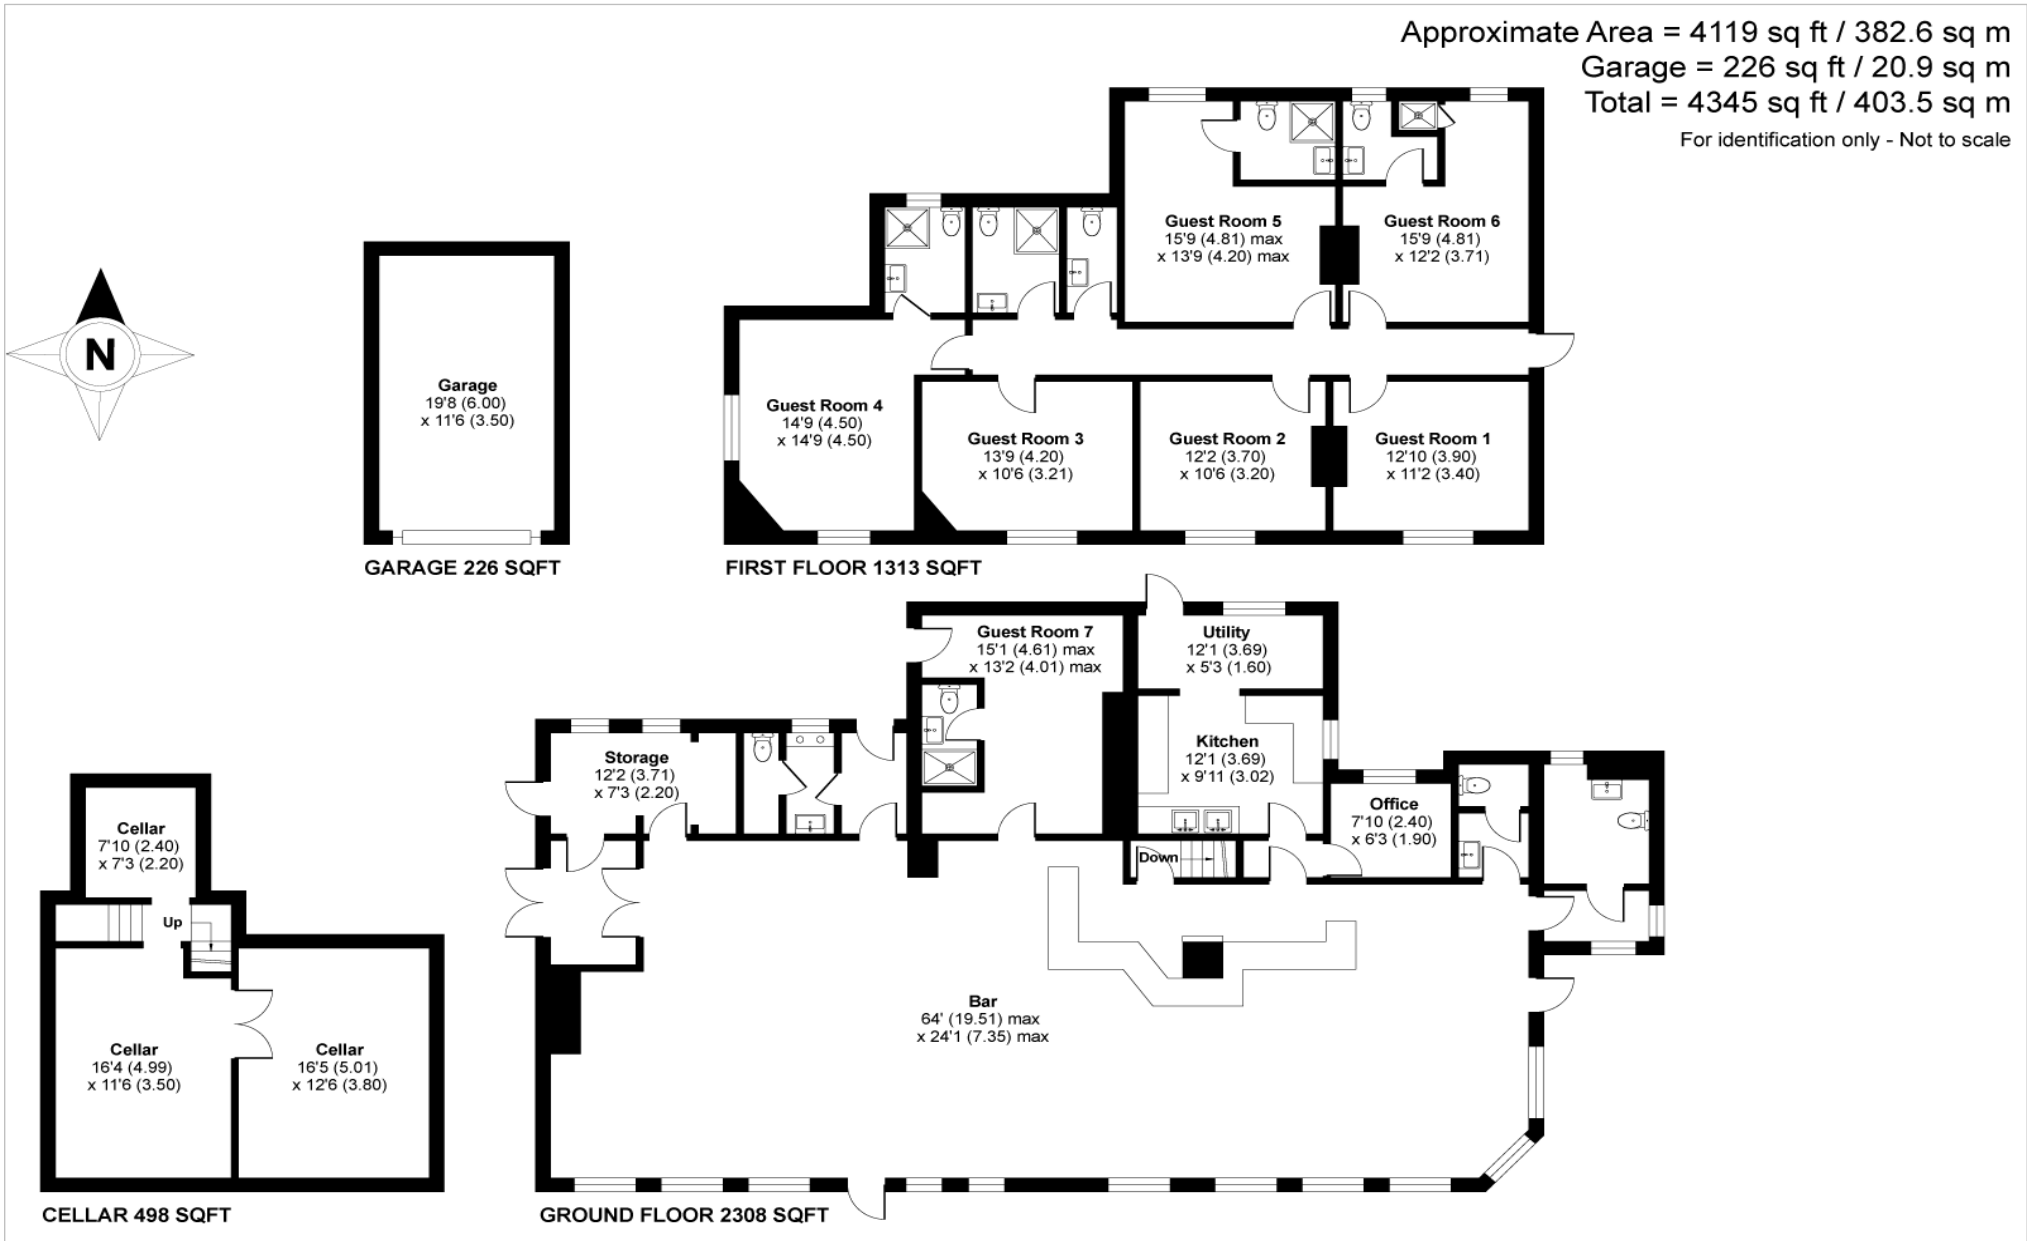 Approximate Area = 4119 sq ft / 382.6 sq m
Garage = 226 sq ft / 20.9 sq m
Total = 4345 sq ft / 403.5 sq m
For identification only - Not to scale
N
Garage
19'8 (6.00)
x 11'6 (3.50)
GARAGE 226 SQFT
Guest Room 5
15'9 (4.81) max
x 13'9 (4.20) max
Guest Room 6
15'9 (4.81)
x 12'2 (3.71)
Guest Room 4
14'9 (4.50)
x 14'9 (4.50)
Guest Room 3
13'9 (4.20)
x 10'6 (3.21)
Guest Room 2
12'2 (3.70)
x 10'6 (3.20)
Guest Room 1
12'10 (3.90)
x 11'2 (3.40)
FIRST FLOOR 1313 SQFT
Guest Room 7
15'1 (4.61) max
x 13'2 (4.01) max
Utility
12'1 (3.69)
x 5'3 (1.60)
Storage
12'2 (3.71)
x 7'3 (2.20)
Kitchen
12'1 (3.69)
x 9'11 (3.02)
Office
7'10 (2.40)
x 6'3 (1.90)
Down
Bar
64' (19.51) max
x 24'1 (7.35) max
GROUND FLOOR 2308 SQFT
Cellar
7'10 (2.40)
x 7'3 (2.20)
Up
Cellar
16'4 (4.99)
x 11'6 (3.50)
Cellar
16'5 (5.01)
x 12'6 (3.80)
CELLAR 498 SQFT